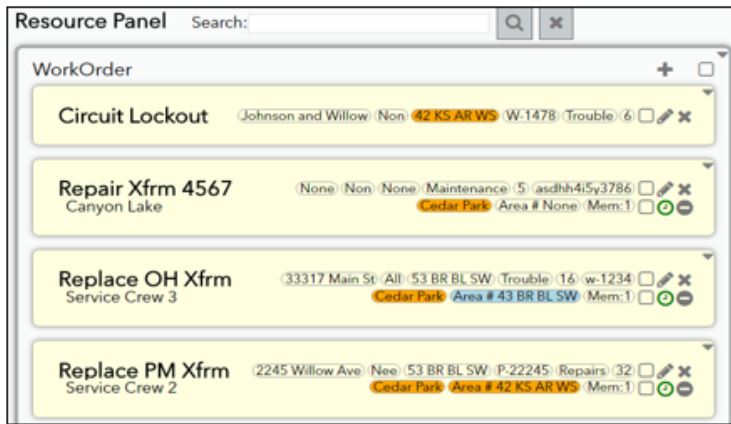 Resource Panel Search:
WorkOrder
Circuit Lockout Johnson and Willow Non 42 KS AR WS W-1478 Trouble 6
Repair Xfrm 4567 None Non None Maintenance 5 asdhh4i5y3786
Canyon Lake Cedar Park Area # None Mem:1
Replace OH Xfrm 33317 Main St All 53 BR BL SW Trouble 16 w-1234
Service Crew 3 Cedar Park Area # 43 BR BL SW Mem:1
Replace PM Xfrm 2245 Willow Ave Nee 53 BR BL SW P-22245 Repairs 32
Service Crew 2 Cedar Park Area # 42 KS AR WS Mem:1